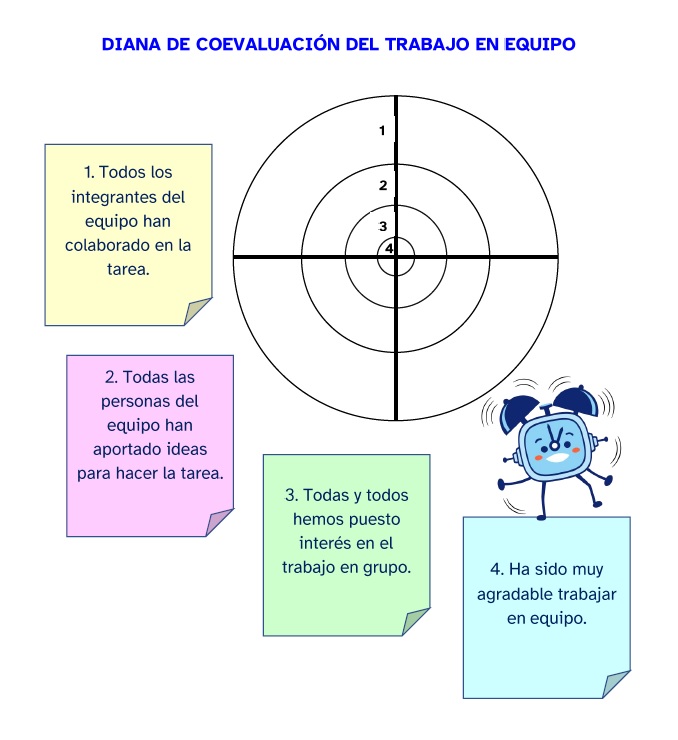 DIANA DE COEVALUACIÓN DEL TRABAJO EN EQUIPO
1
2
3
4
1. Todos los
integrantes del
equipo han
colaborado en la
tarea.
2. Todas las
personas del
equipo han
aportado ideas
para hacer la tarea.
3. Todas y todos
hemos puesto
interés en el
trabajo en grupo.
4. Ha sido muy
agradable trabajar
en equipo.